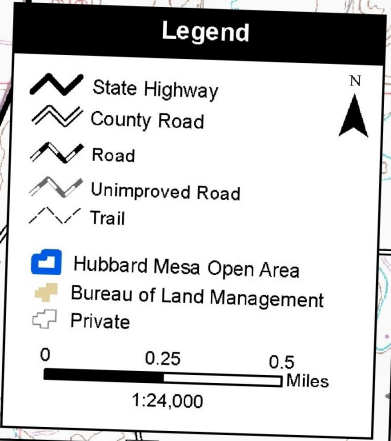 Legend
N
State Highway
County Road
Road
Unimproved Road
Trail
Hubbard Mesa Open Area
Bureau of Land Management
Private
0 0.25 0.5
Miles
1:24,000